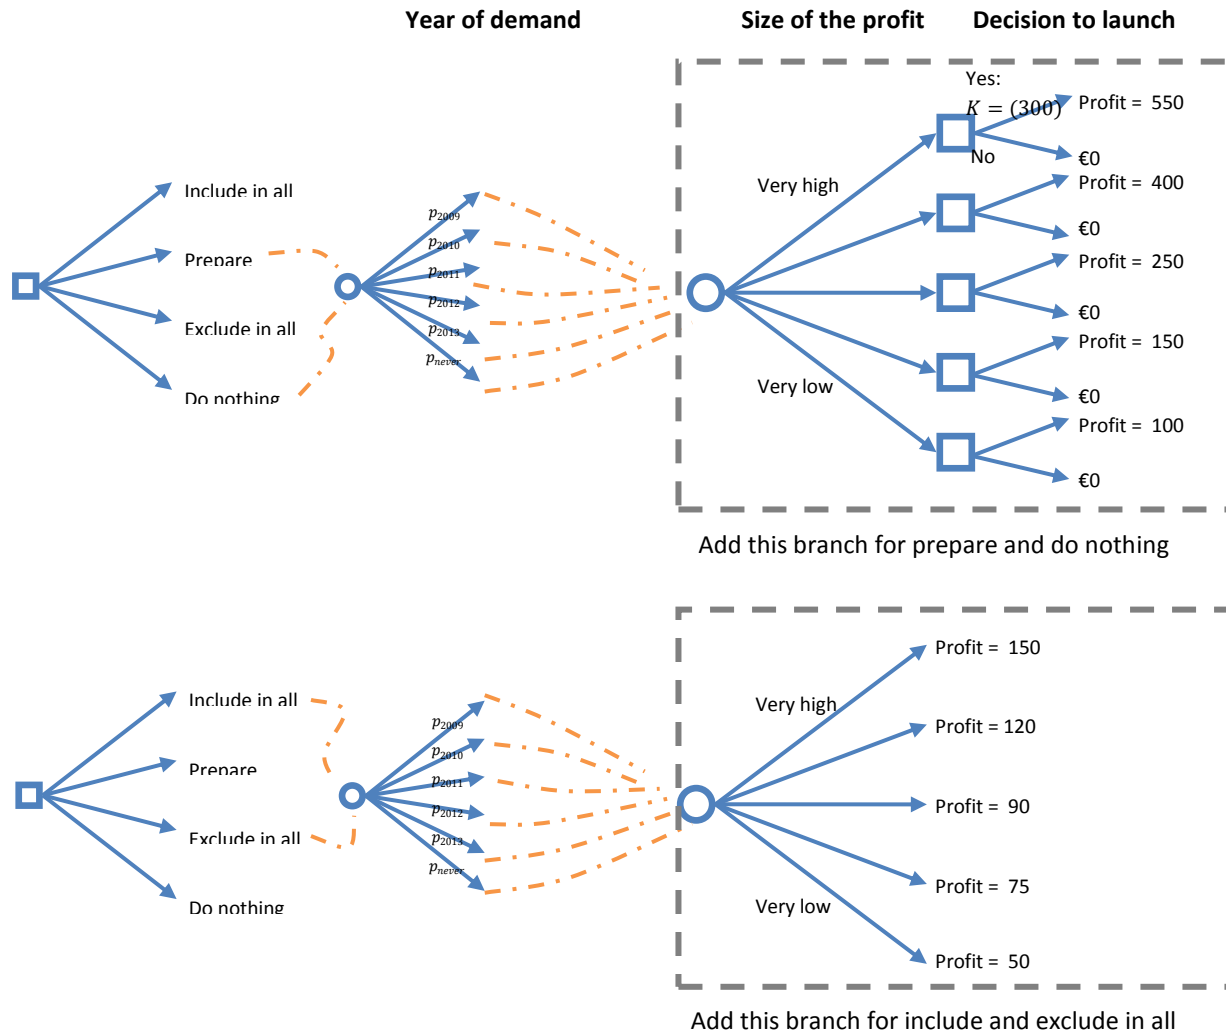 Year of demand
Size of the profit
Decision to launch
Yes:
K = (300)
No
Profit = 550
€0
Profit = 400
€0
Profit = 250
€0
Profit = 150
€0
Profit = 100
€0
Very high
Very low
Include in all
Prepare
Exclude in all
Do nothing
p2009
p2010
p2011
p2012
p2013
pnever
Add this branch for prepare and do nothing
Include in all
Prepare
Exclude in all
Do nothing
p2009
p2010
p2011
p2012
p2013
pnever
Very high
Very low
Profit = 150
Profit = 120
Profit = 90
Profit = 75
Profit = 50
Add this branch for include and exclude in all